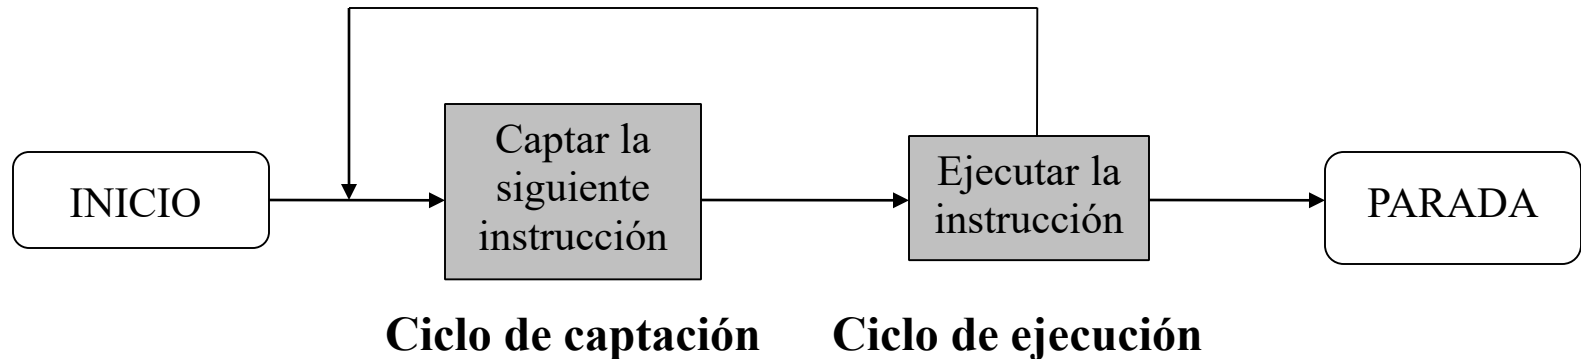 INICIO
Captar la
siguiente
instrucción
Ejecutar la
instrucción
PARADA
Ciclo de captación
Ciclo de ejecución